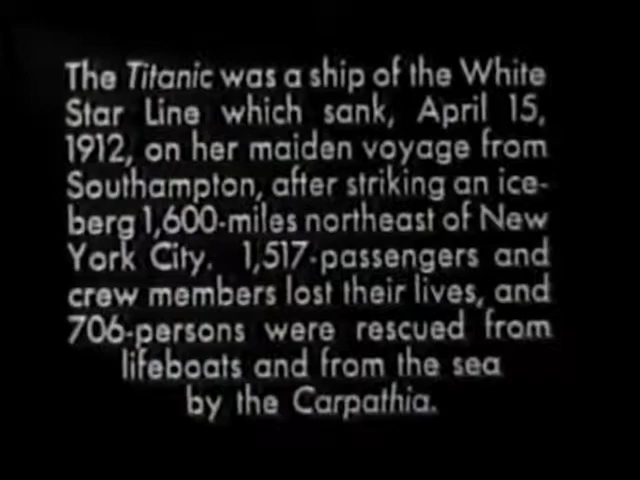 The Titanic was a ship of the White
Star Line which sank, April 15,
1912, on her maiden voyage from
Southampton, after striking an ice-
berg 1,600-miles northeast of New
York City. 1,517-passengers and
crew members lost their lives, and
706-persons were rescued from
lifeboats and from the sea
by the Carpathia.